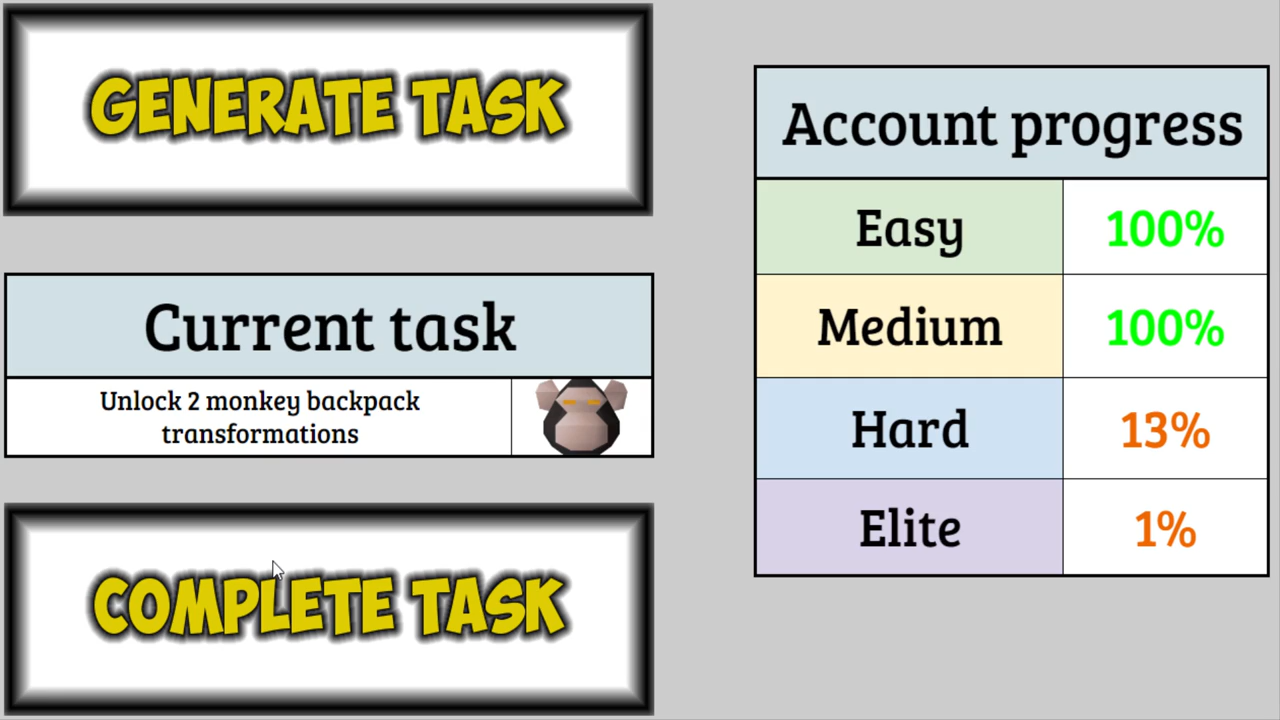 GENERATE TASK
Current task
Unlock 2 monkey backpack
transformations
COMPLETE TASK
Account progress
Easy 100%
Medium 100%
Hard 13%
Elite 1%